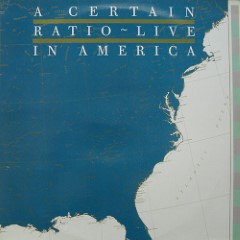 A CERTAIN
RATIO ~ LIVE
IN AMERICA